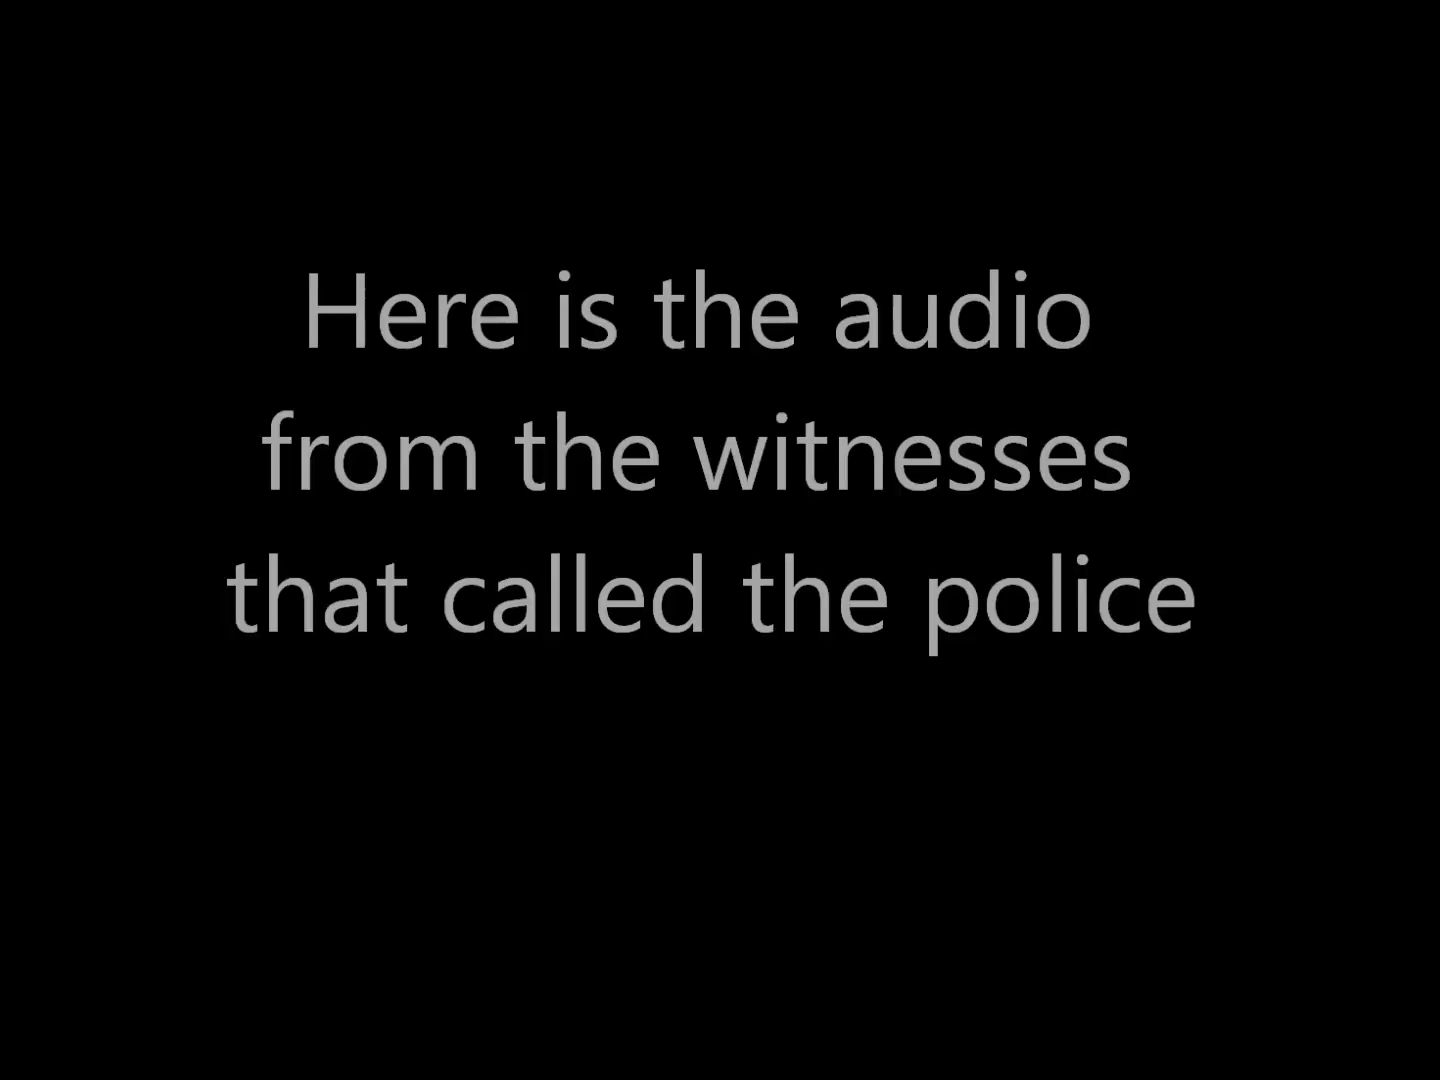 Here is the audio
from the witnesses
that called the police